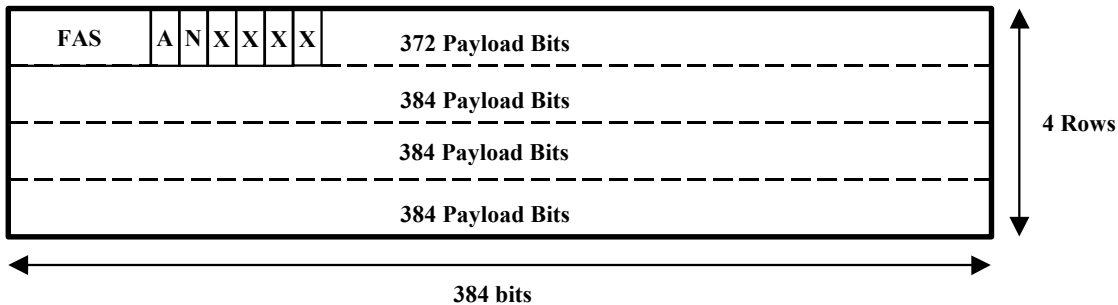 FAS A N X X X X 372 Payload Bits
384 Payload Bits
4 Rows
384 Payload Bits
384 Payload Bits
384 bits